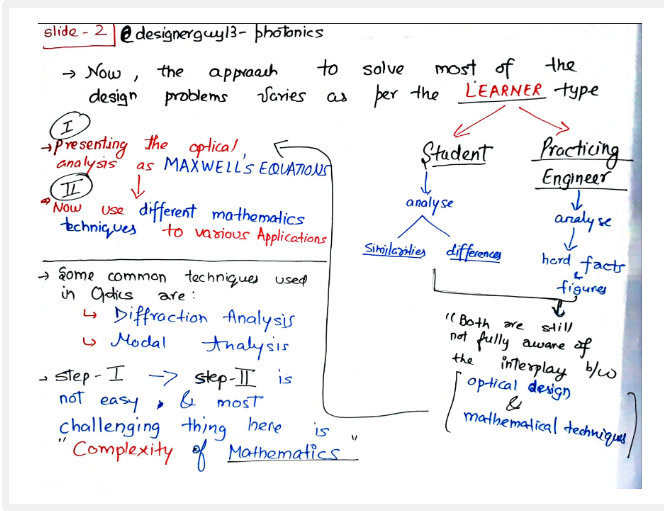 slide - 2 @designerguy13- photonics
→ Now, the approach to solve most of the
design problems varies as per the LEARNER type
I
→ Presenting the optical
analysis as MAXWELL'S EQUATIONS
II
Now use different mathematics
techniques to various Applications
→ Some common techniques used
in Optics are:
↳ Diffraction Analysis
↳ Modal Analysis
→ step-I → step-II is
not easy, & most
challenging thing here is
"Complexity of Mathematics"
Student
analyse
Similarities differences
Practicing
Engineer
analyse
hard facts
&
figures
"Both are still
not fully aware of
the interplay b/w
optical design
&
mathematical techniques